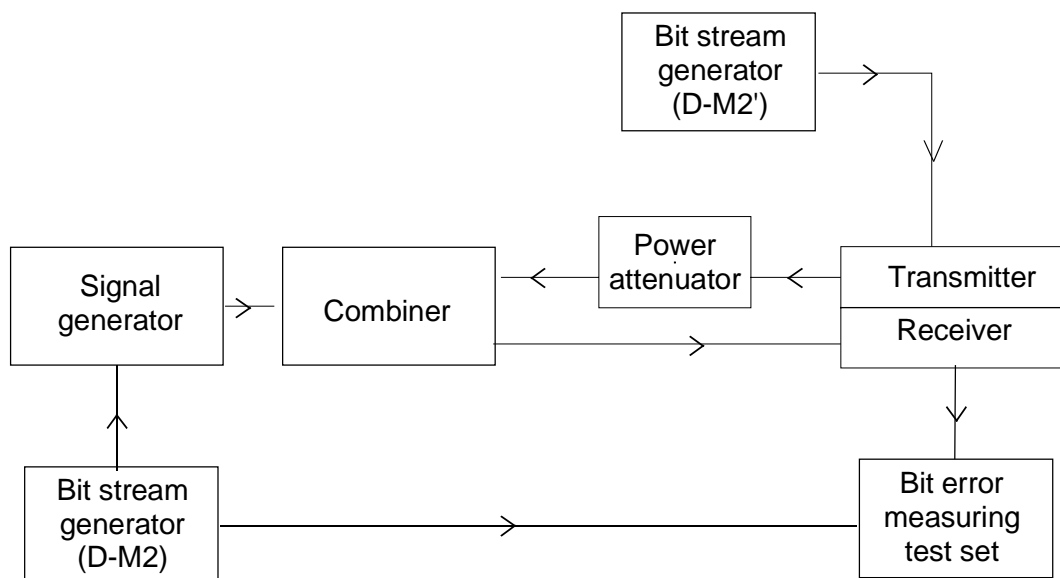 Bit stream
generator
(D-M2')
Power
attenuator
Transmitter
Receiver
Signal
generator
Combiner
Bit stream
generator
(D-M2)
Bit error
measuring
test set